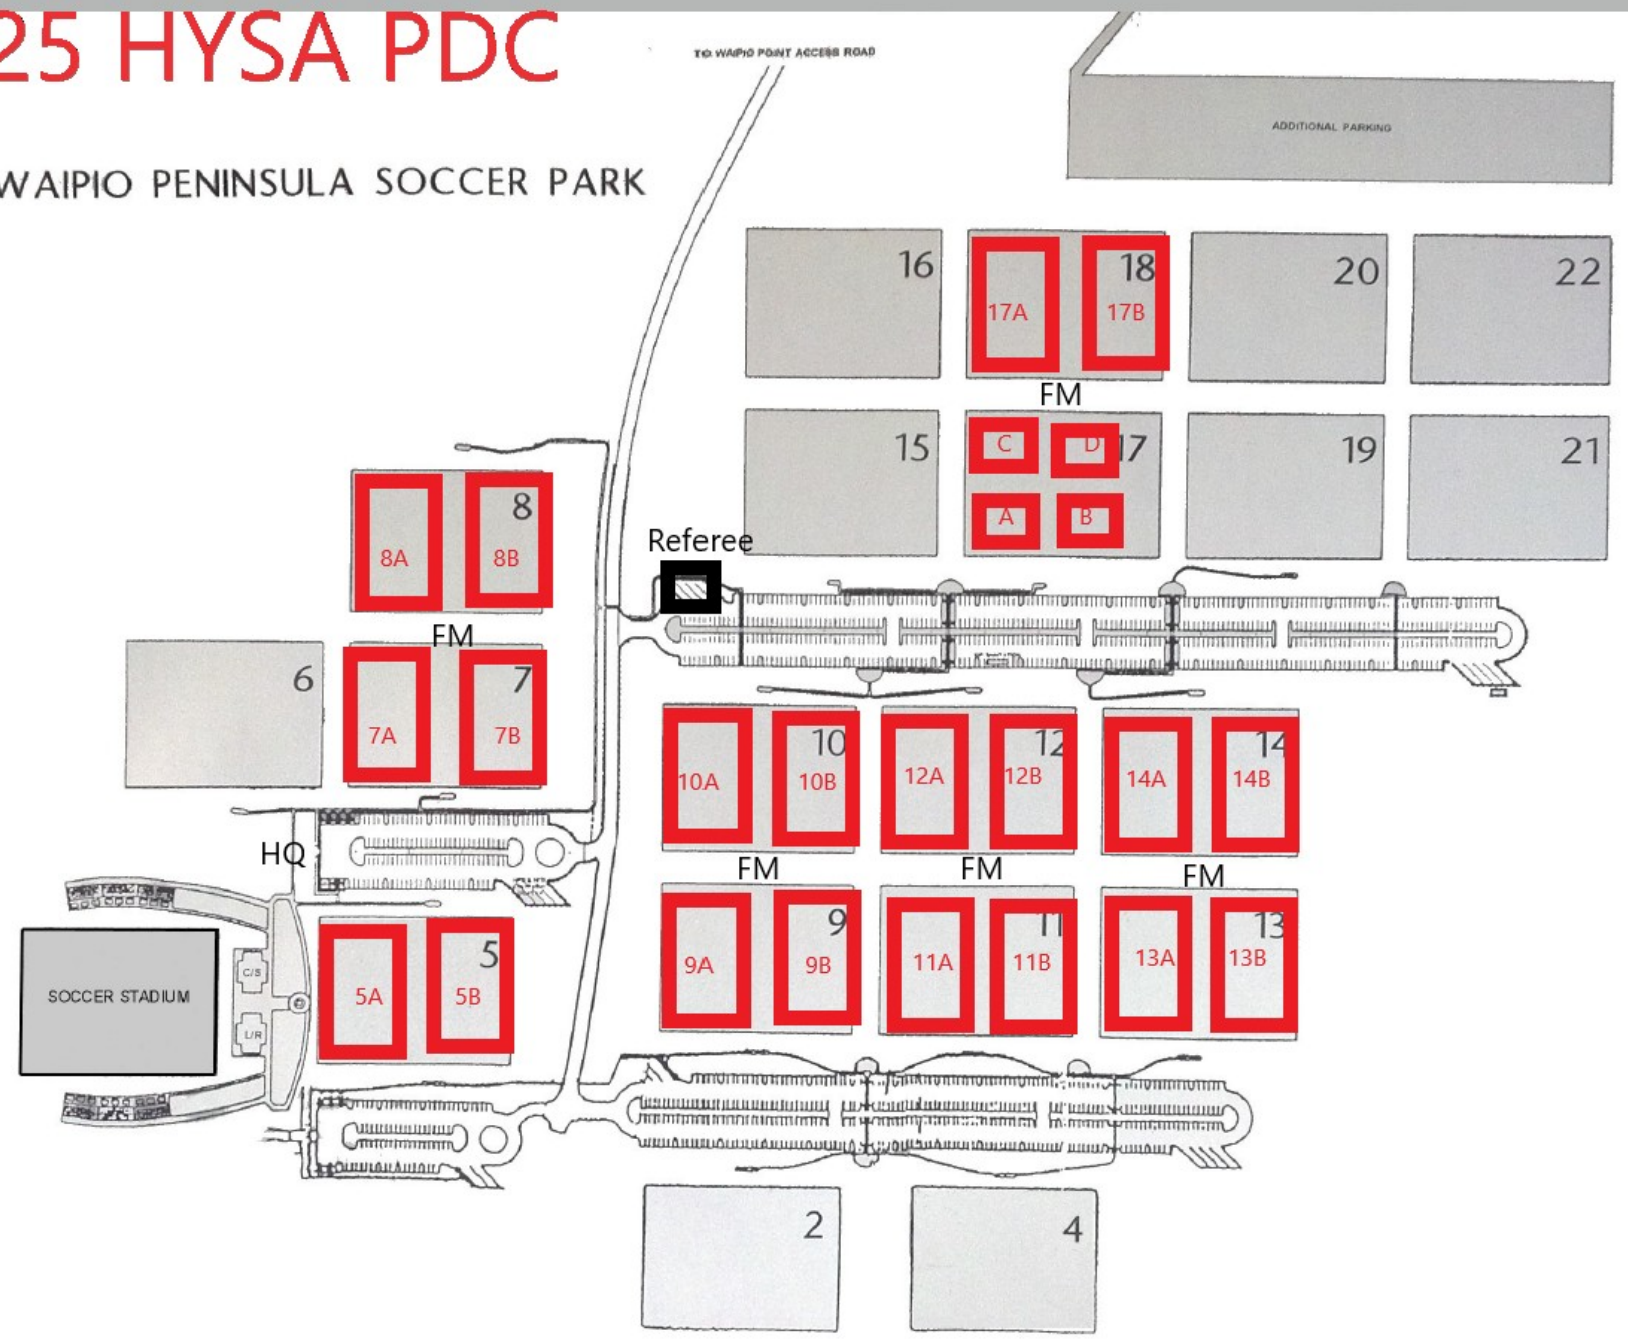 25 HYSA PDC
TO WAIPIO POINT ACCESS ROAD
ADDITIONAL PARKING
WAIPIO PENINSULA SOCCER PARK
16
18
20
22
17A
17B
FM
15
C
D
17
19
21
A
B
8
8A
8B
Referee
FM
6
7
7A
7B
10
12
14
10A
10B
12A
12B
14A
14B
HQ
FM
FM
FM
9
11
13
9A
9B
11A
11B
13A
13B
5
5A
5B
C/S
SOCCER STADIUM
L/R
2
4